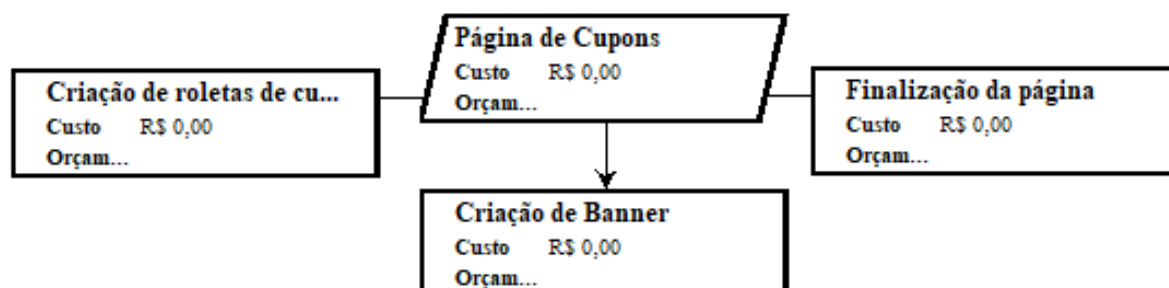 Página de Cupons
Custo R$ 0,00
Orçam...
Criação de roletas de cu...
Custo R$ 0,00
Orçam...
Finalização da página
Custo R$ 0,00
Orçam...
Criação de Banner
Custo R$ 0,00
Orçam...